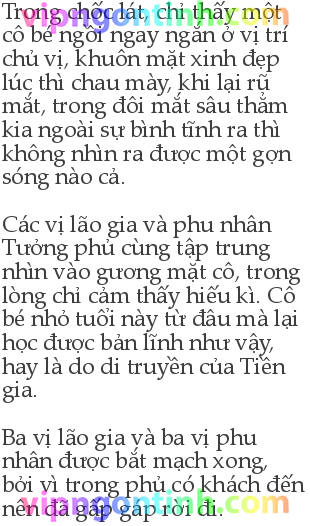 Trong chốc lát, chỉ thấy một
cô bé ngồi ngay ngắn ở vị trí
chủ vị, khuôn mặt xinh đẹp
lúc thì chau mày, khi lại rũ
mắt, trong đôi mắt sâu thẳm
kia ngoài sự bình tĩnh ra thì
không nhìn ra được một gợn
sóng nào cả.
Các vị lão gia và phu nhân
Tưởng phủ cùng tập trung
nhìn vào gương mặt cô, trong
lòng chỉ cảm thấy hiếu kì. Cô
bé nhỏ tuổi này từ đâu mà lại
học được bản lĩnh như vậy,
hay là do di truyền của Tiền
gia.
Ba vị lão gia và ba vị phu
nhân được bắt mạch xong,
bởi vì trong phủ có khách đến
nên đã gấp gáp rời đi.
vipngontinh.com
vipngontinh.com